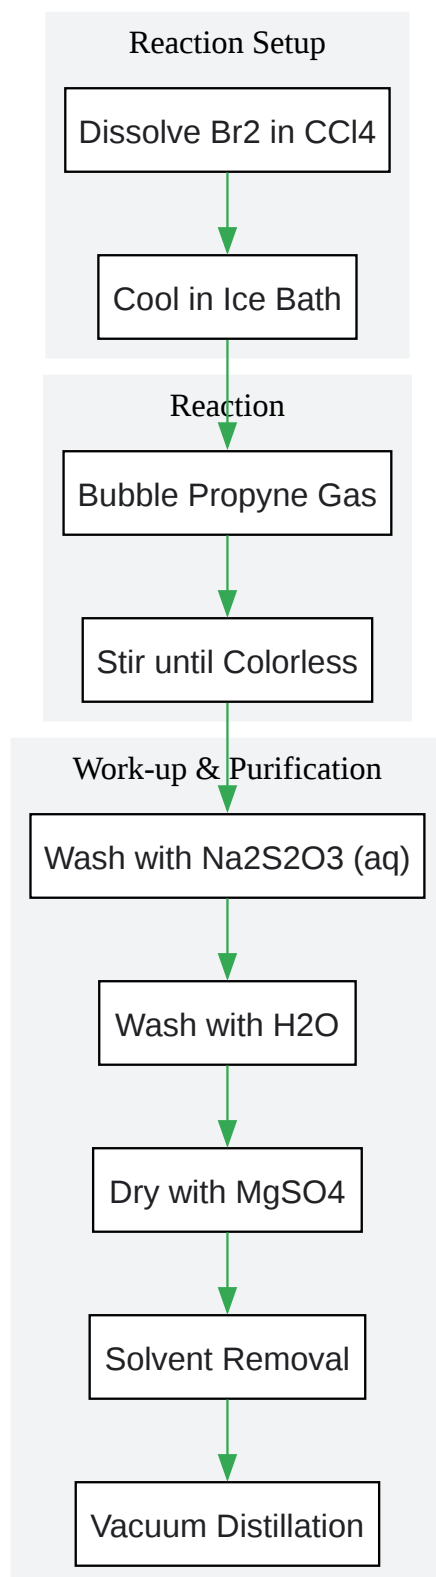 Reaction Setup
Dissolve Br2 in CCl4
Cool in Ice Bath
Reaction
Bubble Propyne Gas
Stir until Colorless
Work-up & Purification
Wash with Na2S2O3 (aq)
Wash with H2O
Dry with MgSO4
Solvent Removal
Vacuum Distillation